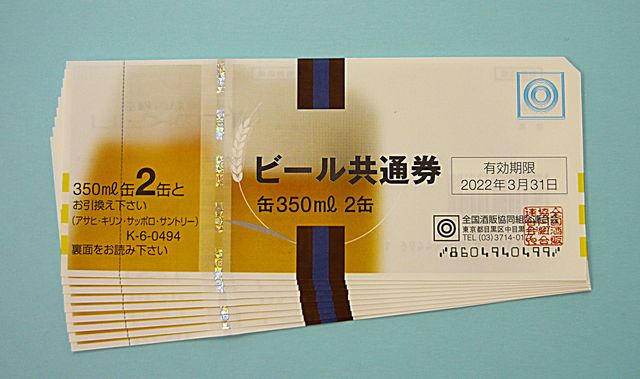 350ml缶2缶と
お引換え下さい
(アサヒ・キリン・サッポロ・サントリー)
K-6-0494
裏面をお読み下さい
ビール共通券
缶350ml 2缶
有効期限
2022年3月31日
全国酒販協同組合連合会
東京都目黒区中目黒
TEL (03)3714-0172
8604940499